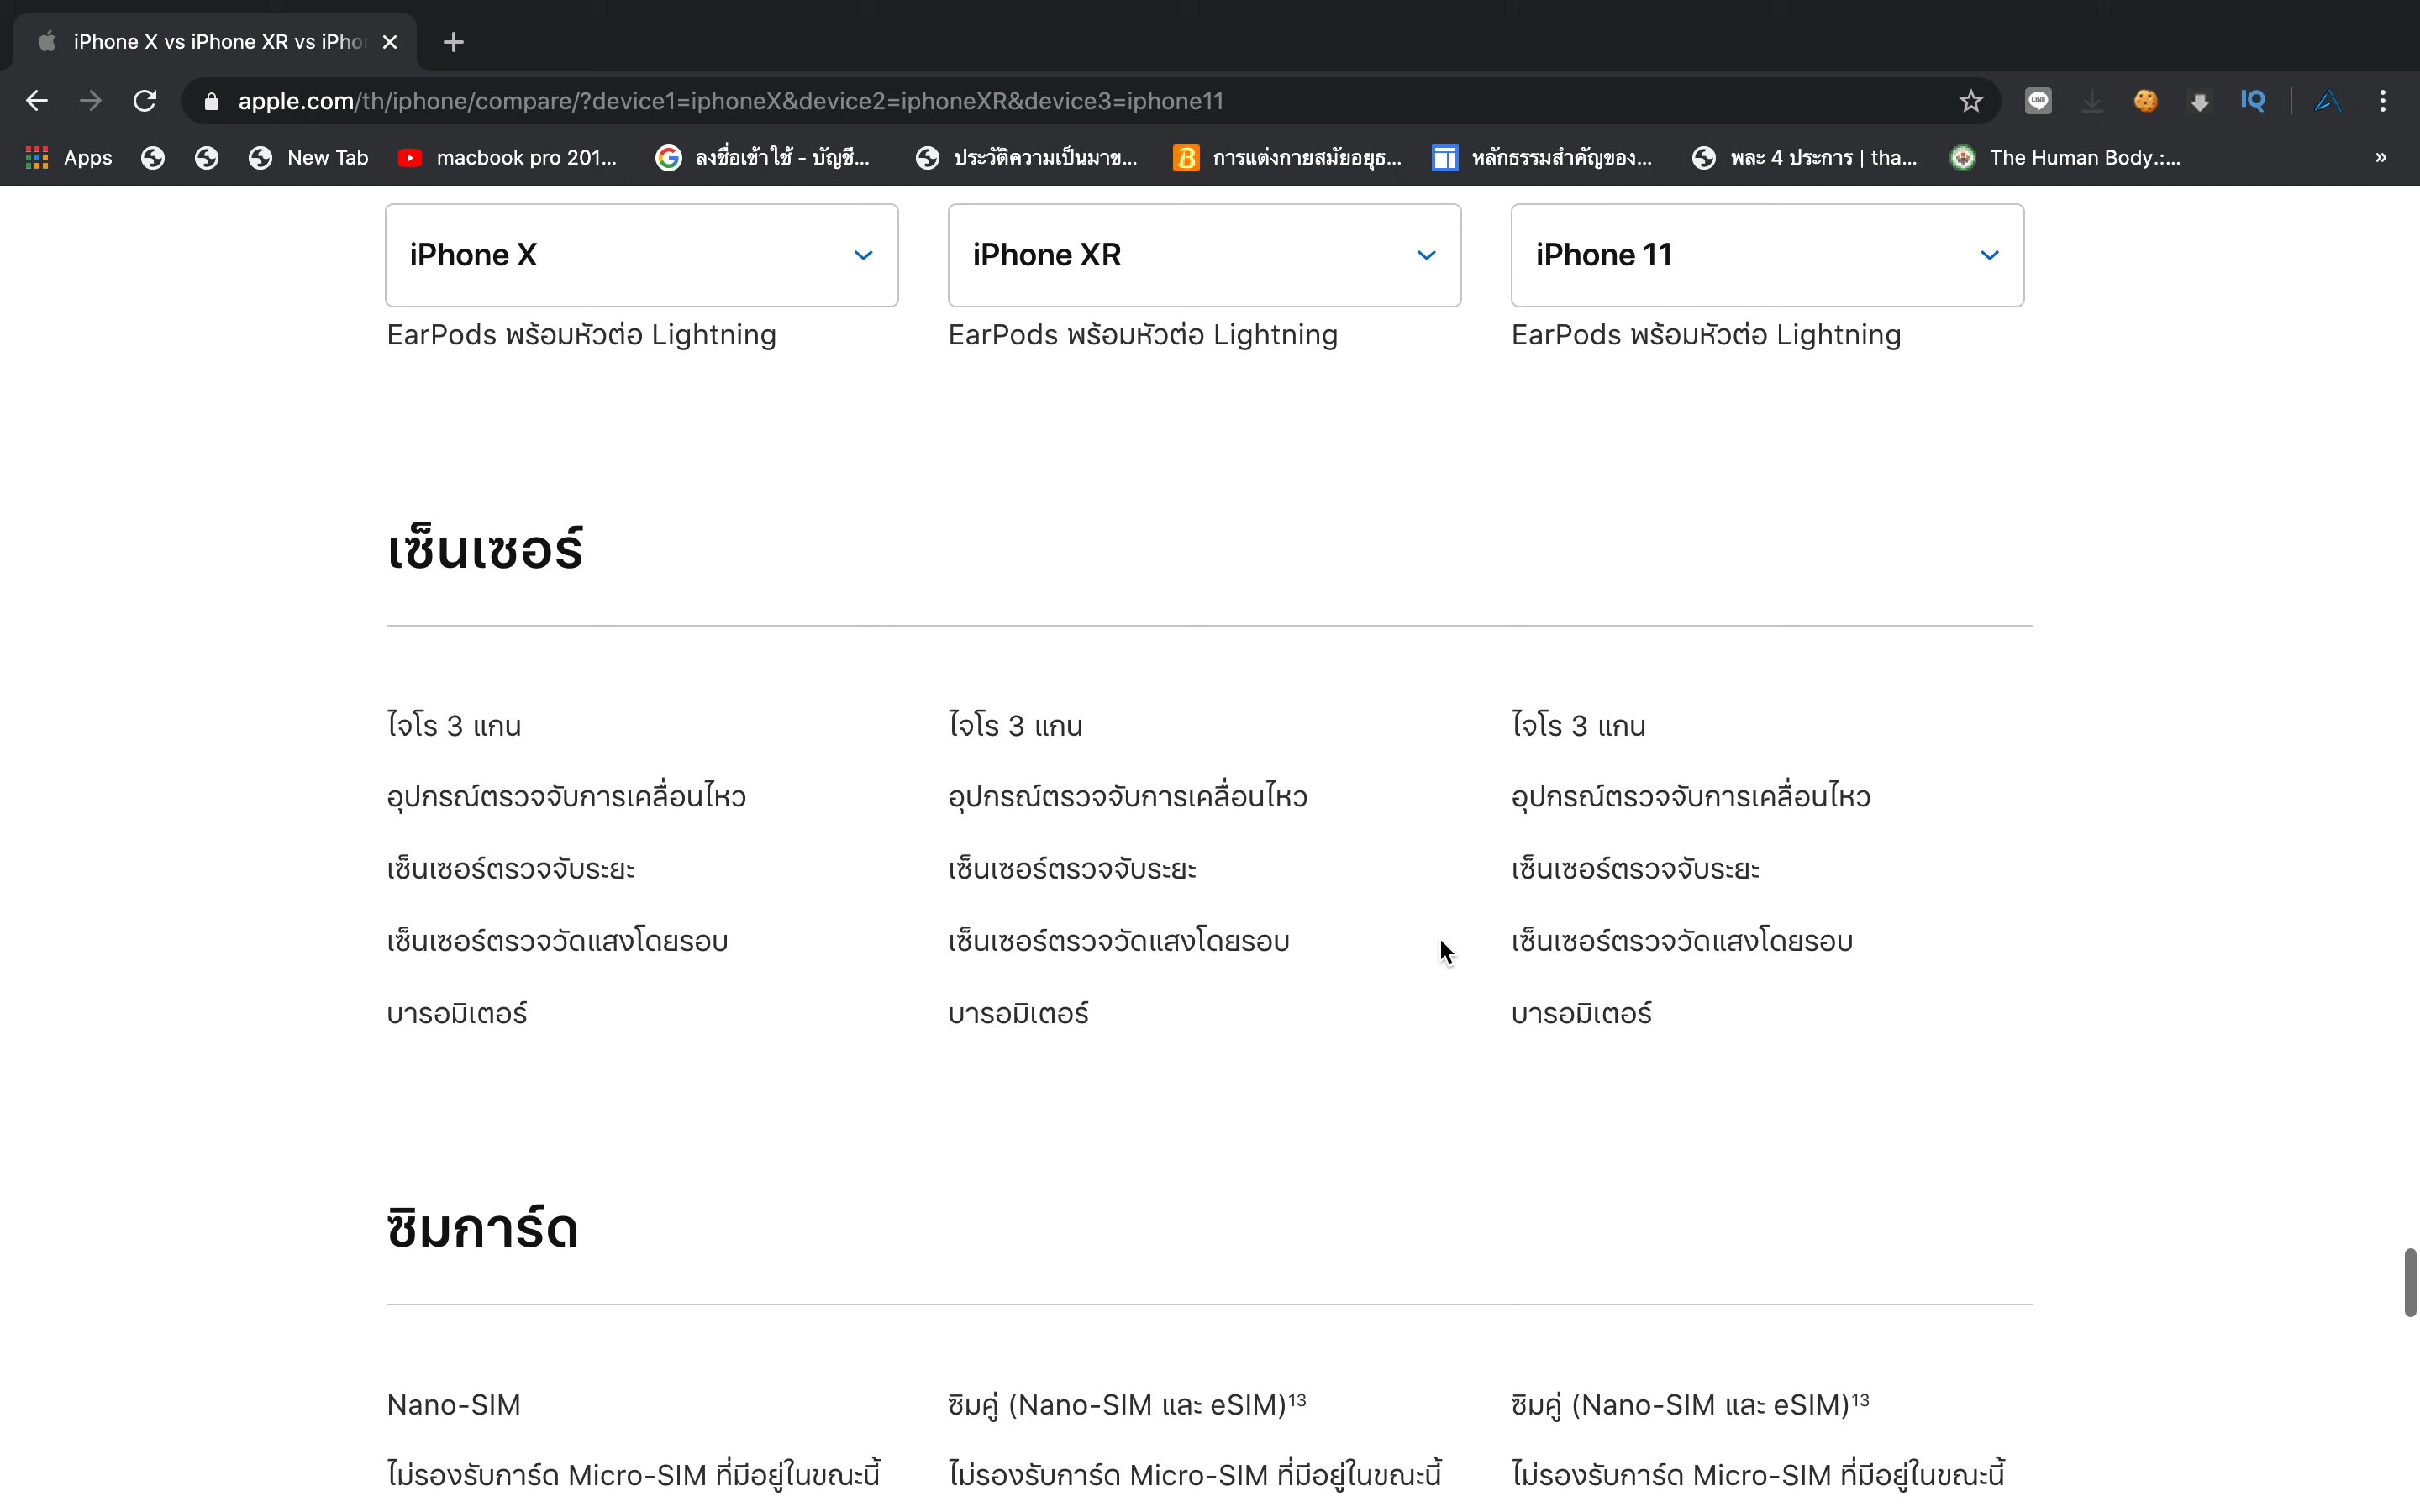 iPhone X vs iPhone XR vs iPho
apple.com/th/iphone/compare/?device1=iphoneX&device2=iphoneXR&device3=iphone11
LINE
IQ
Apps
New Tab
macbook pro 201...
ลงชื่อเข้าใช้ - บัญชี...
ประวัติความเป็นมาข...
การแต่งกายสมัยอยุธ...
หลักธรรมสำคัญของ...
พละ 4 ประการ | tha...
The Human Body.:...
»
iPhone X
iPhone XR
iPhone 11
EarPods พร้อมหัวต่อ Lightning
EarPods พร้อมหัวต่อ Lightning
EarPods พร้อมหัวต่อ Lightning
เซ็นเซอร์
ไจโร 3 แกน
ไจโร 3 แกน
ไจโร 3 แกน
อุปกรณ์ตรวจจับการเคลื่อนไหว
อุปกรณ์ตรวจจับการเคลื่อนไหว
อุปกรณ์ตรวจจับการเคลื่อนไหว
เซ็นเซอร์ตรวจจับระยะ
เซ็นเซอร์ตรวจจับระยะ
เซ็นเซอร์ตรวจจับระยะ
เซ็นเซอร์ตรวจวัดแสงโดยรอบ
เซ็นเซอร์ตรวจวัดแสงโดยรอบ
เซ็นเซอร์ตรวจวัดแสงโดยรอบ
บารอมิเตอร์
บารอมิเตอร์
บารอมิเตอร์
ซิมการ์ด
Nano-SIM
ซิมคู่ (Nano-SIM และ eSIM)¹³
ซิมคู่ (Nano-SIM และ eSIM)¹³
ไม่รองรับการ์ด Micro-SIM ที่มีอยู่ในขณะนี้
ไม่รองรับการ์ด Micro-SIM ที่มีอยู่ในขณะนี้
ไม่รองรับการ์ด Micro-SIM ที่มีอยู่ในขณะนี้